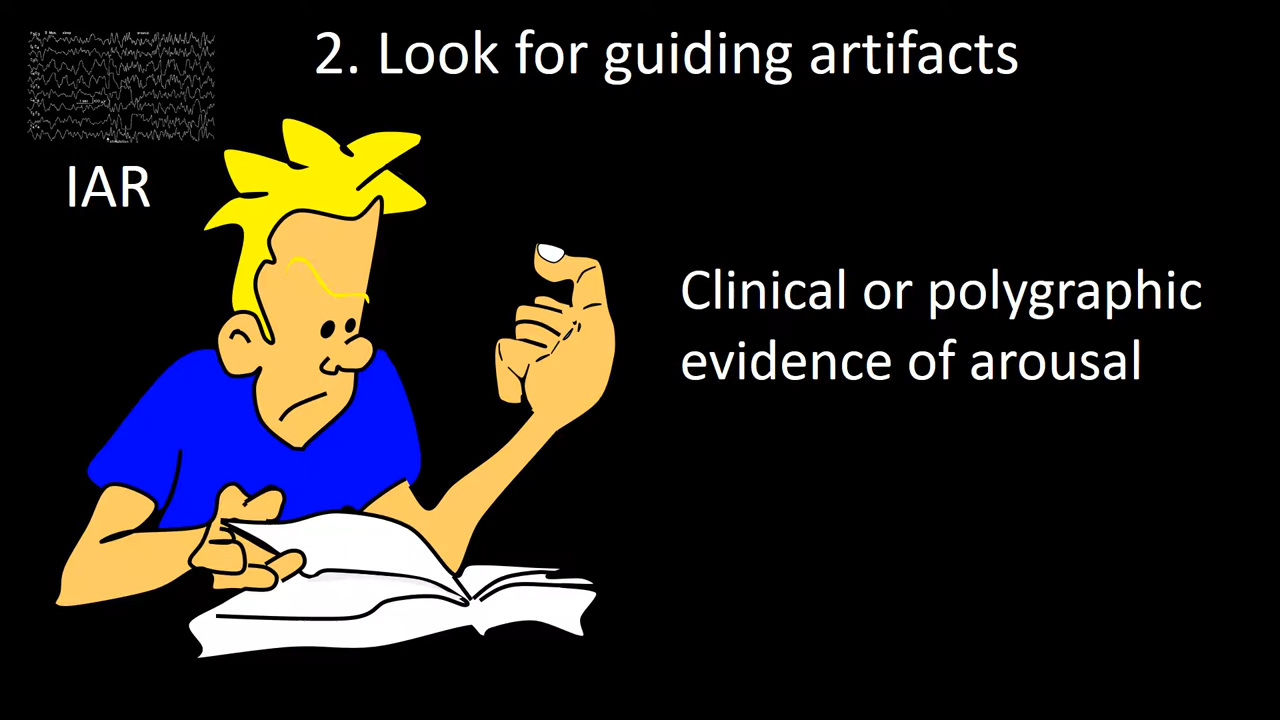 2. Look for guiding artifacts
IAR
Clinical or polygraphic
evidence of arousal